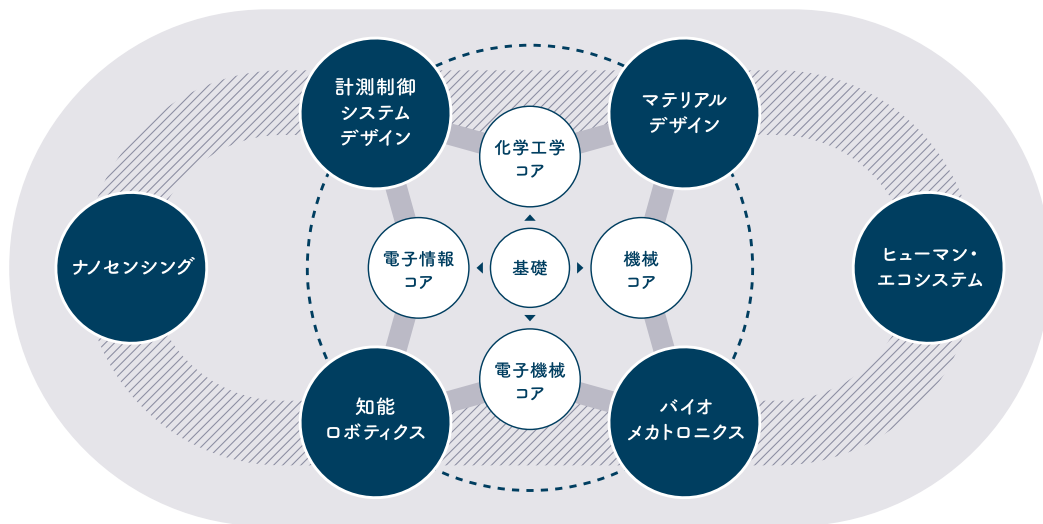 計測制御
システム
デザイン
マテリアル
デザイン
化学工学
コア
ナノセンシング
電子情報
コア
基礎
機械
コア
ヒューマン・
エコシステム
電子機械
コア
知能
ロボティクス
バイオ
メカトロニクス